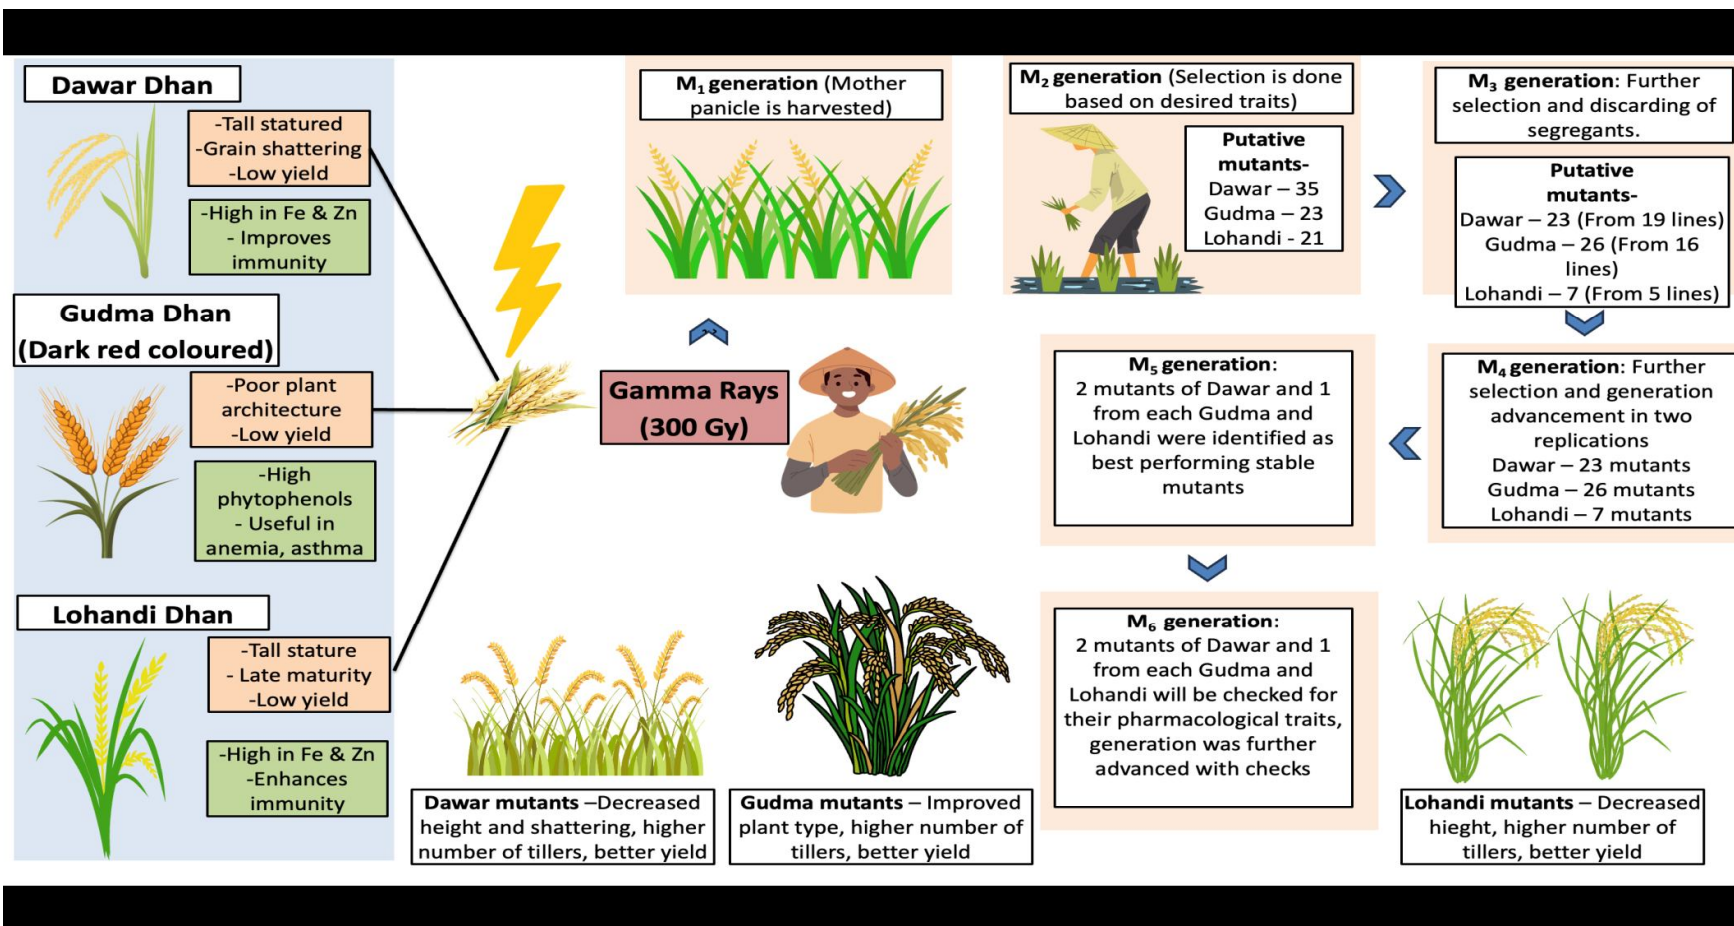 Dawar Dhan
-Tall statured
-Grain shattering
-Low yield
-High in Fe & Zn
- Improves
immunity
Gudma Dhan
(Dark red coloured)
-Poor plant
architecture
-Low yield
-High
phytophenols
- Useful in
anemia, asthma
Lohandi Dhan
-Tall stature
- Late maturity
-Low yield
-High in Fe & Zn
-Enhances
immunity
Gamma Rays
(300 Gy)
M₁ generation (Mother
panicle is harvested)
M₂ generation (Selection is done
based on desired traits)
Putative
mutants-
Dawar – 35
Gudma – 23
Lohandi - 21
M₃ generation: Further
selection and discarding of
segregants.
Putative
mutants-
Dawar – 23 (From 19 lines)
Gudma – 26 (From 16
lines)
Lohandi – 7 (From 5 lines)
M₄ generation: Further
selection and generation
advancement in two
replications
Dawar – 23 mutants
Gudma – 26 mutants
Lohandi – 7 mutants
M₅ generation:
2 mutants of Dawar and 1
from each Gudma and
Lohandi were identified as
best performing stable
mutants
M₆ generation:
2 mutants of Dawar and 1
from each Gudma and
Lohandi will be checked for
their pharmacological traits,
generation was further
advanced with checks
Dawar mutants –Decreased
height and shattering, higher
number of tillers, better yield
Gudma mutants – Improved
plant type, higher number of
tillers, better yield
Lohandi mutants – Decreased
hieght, higher number of
tillers, better yield